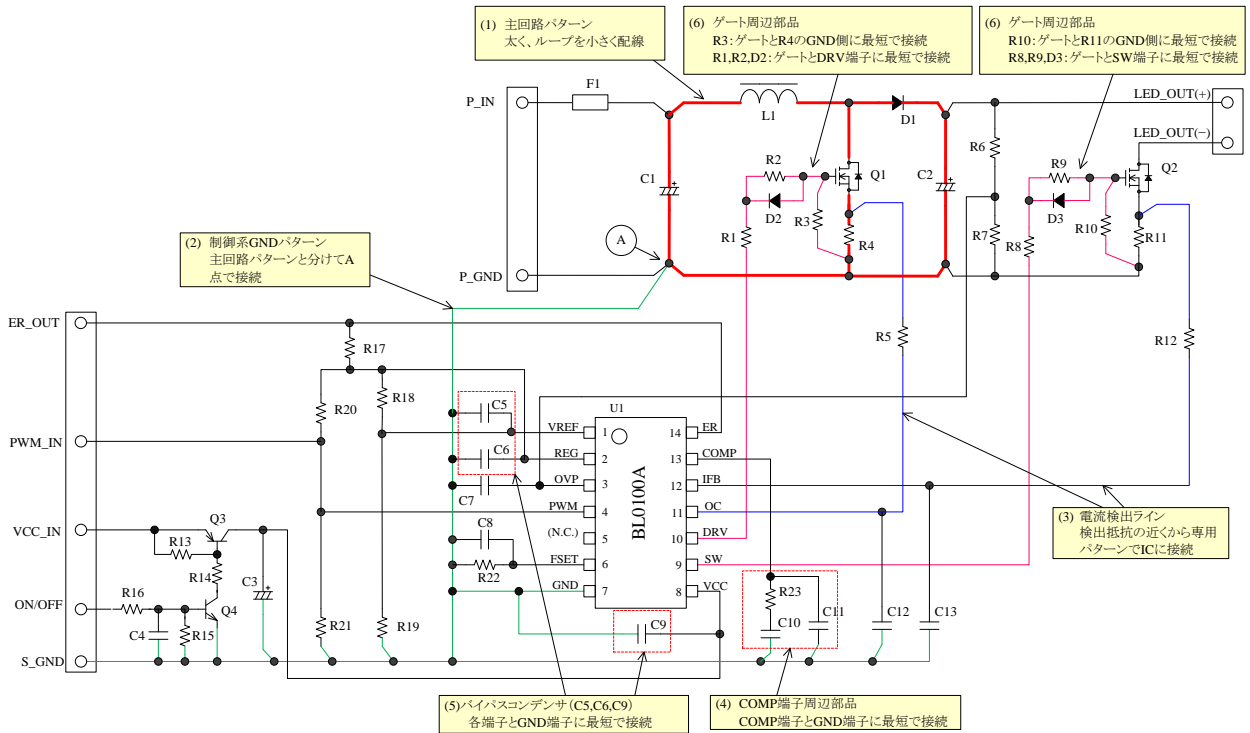 (1) 主回路パターン
太く、ループを小さく配線
(6) ゲート周辺部品
R3:ゲートとR4のGND側に最短で接続
R1,R2,D2:ゲートとDRV端子に最短で接続
(6) ゲート周辺部品
R10:ゲートとR11のGND側に最短で接続
R8,R9,D3:ゲートとSW端子に最短で接続
P_IN
F1
L1
D1
LED_OUT(+)
LED_OUT(−)
C1
R2
D2
R3
Q1
R4
R1
C2
R6
R7
R9
D3
R10
Q2
R11
R8
A
P_GND
(2) 制御系GNDパターン
主回路パターンと分けてA
点で接続
ER_OUT
R17
R5
R12
R20
R18
PWM_IN
C5
C6
C7
C8
R22
U1
BL0100A
VREF 1
REG 2
OVP 3
PWM 4
(N.C.) 5
FSET 6
GND 7
14 ER
13 COMP
12 IFB
11 OC
10 DRV
9 SW
8 VCC
(3) 電流検出ライン
検出抵抗の近くから専用
パターンでICに接続
VCC_IN
Q3
R13
R14
C3
ON/OFF
R16
Q4
C4
R15
R21
R19
C9
R23
C10
C11
C12
C13
S_GND
(5)バイパスコンデンサ(C5,C6,C9)
各端子とGND端子に最短で接続
(4) COMP端子周辺部品
COMP端子とGND端子に最短で接続